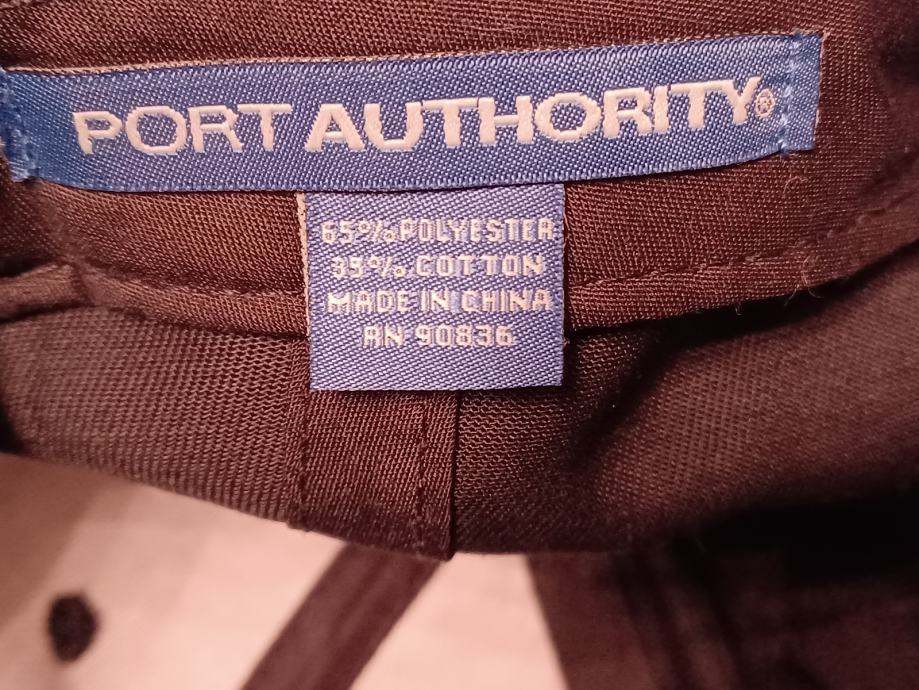 PORT AUTHORITY®
65% POLYESTER
35% COTTON
MADE IN CHINA
RN 90836